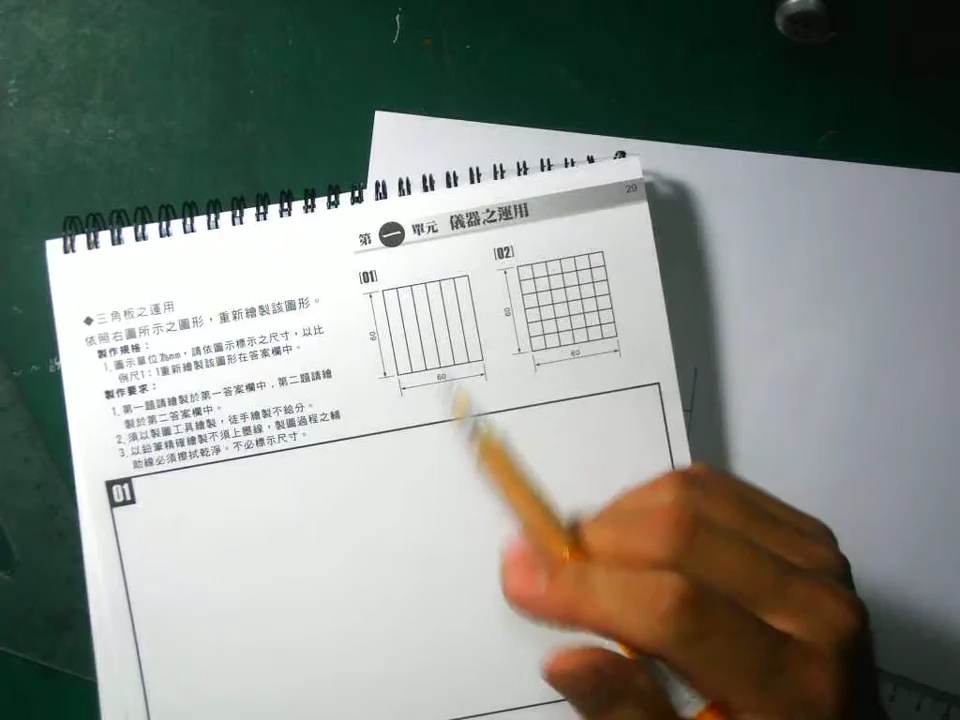 29
第一單元 儀器之運用
[01]
[02]
60
60
60
60
◆三角板之運用
依照右圖所示之圖形，重新繪製該圖形。
製作規格：
1.圖示單位為mm，請依圖示標示之尺寸，以比
例尺1：1重新繪製該圖形在答案欄中。
製作要求：
1.第一題請繪製於第一答案欄中，第二題請繪
製於第二答案欄中。
2.須以製圖工具繪製，徒手繪製不給分。
3.以鉛筆精確繪製不須上墨線，製圖過程之輔
助線必須擦拭乾淨。不必標示尺寸。
01